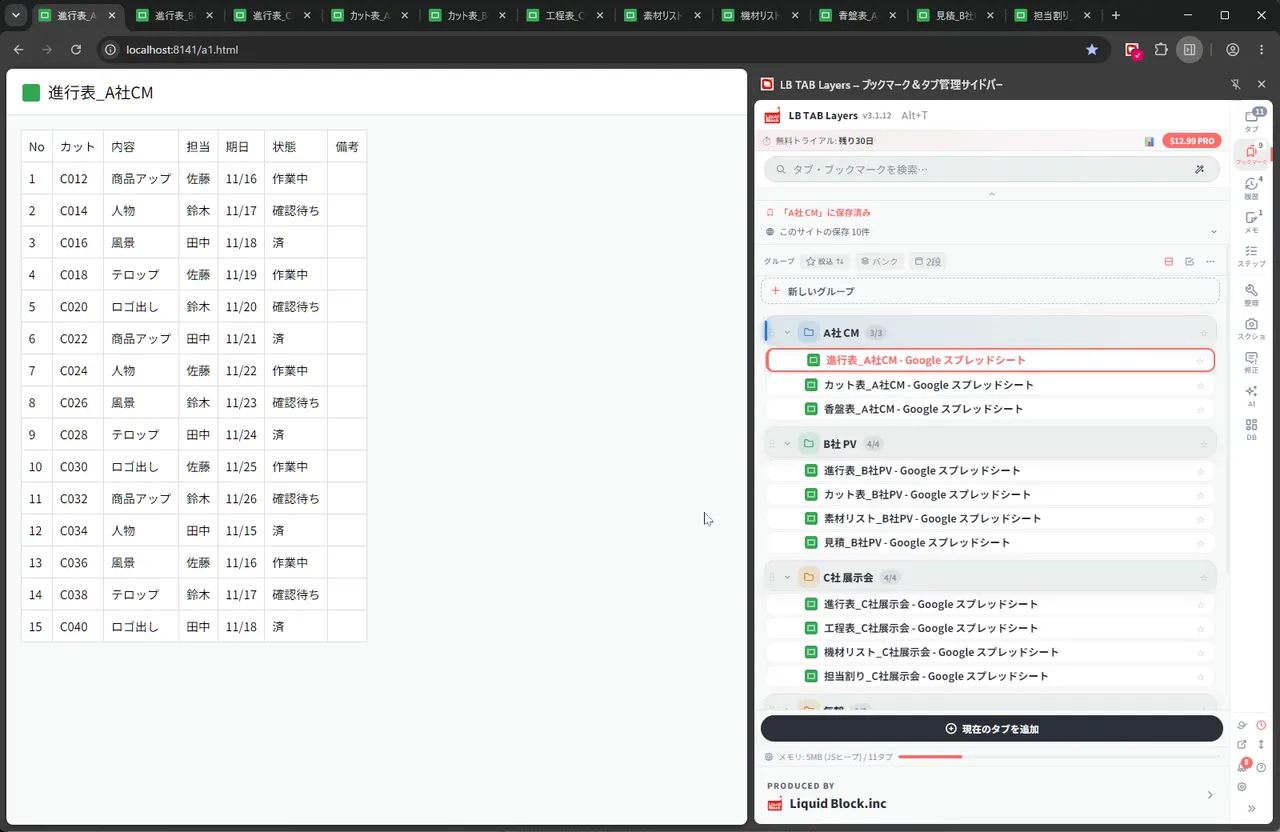 進行表_A 進行表_B 進行表_C カット表_A カット表_B 工程表_C 素材リスト 機材リスト 香盤表_A 見積_B社 担当割り_
localhost:8141/a1.html
進行表_A社CM
No カット 内容 担当 期日 状態 備考
1 C012 商品アップ 佐藤 11/16 作業中
2 C014 人物 鈴木 11/17 確認待ち
3 C016 風景 田中 11/18 済
4 C018 テロップ 佐藤 11/19 作業中
5 C020 ロゴ出し 鈴木 11/20 確認待ち
6 C022 商品アップ 田中 11/21 済
7 C024 人物 佐藤 11/22 作業中
8 C026 風景 鈴木 11/23 確認待ち
9 C028 テロップ 田中 11/24 済
10 C030 ロゴ出し 佐藤 11/25 作業中
11 C032 商品アップ 鈴木 11/26 確認待ち
12 C034 人物 田中 11/15 済
13 C036 風景 佐藤 11/16 作業中
14 C038 テロップ 鈴木 11/17 確認待ち
15 C040 ロゴ出し 田中 11/18 済
LB TAB Layers – ブックマーク＆タブ管理サイドバー
LB TAB Layers v3.1.12 Alt+T
無料トライアル: 残り30日 $12.99 PRO
タブ・ブックマークを検索…
「A社 CM」に保存済み
このサイトの保存 10件
グループ 絞込 バンク 2段
+ 新しいグループ
A社 CM 3/3
進行表_A社CM - Google スプレッドシート
カット表_A社CM - Google スプレッドシート
香盤表_A社CM - Google スプレッドシート
B社 PV 4/4
進行表_B社PV - Google スプレッドシート
カット表_B社PV - Google スプレッドシート
素材リスト_B社PV - Google スプレッドシート
見積_B社PV - Google スプレッドシート
C社 展示会 4/4
進行表_C社展示会 - Google スプレッドシート
工程表_C社展示会 - Google スプレッドシート
機材リスト_C社展示会 - Google スプレッドシート
担当割り_C社展示会 - Google スプレッドシート
現在のタブを追加
メモリ: 5MB (JSヒープ) / 11タブ
PRODUCED BY
Liquid Block.inc
11
タブ
9
ブックマーク
4
履歴
1
メモ
ステップ
整理
スクショ
修正
AI
DB
8